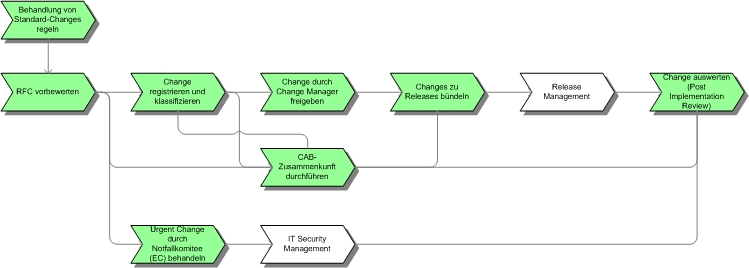 Behandlung von
Standard-Changes
regeln
RFC vorbewerten
Change
registrieren und
klassifizieren
Change durch
Change Manager
freigeben
Changes zu
Releases bündeln
Release
Management
Change auswerten
(Post
Implementation
Review)
CAB-
Zusammenkunft
durchführen
Urgent Change
durch
Notfallkomitee
(EC) behandeln
IT Security
Management